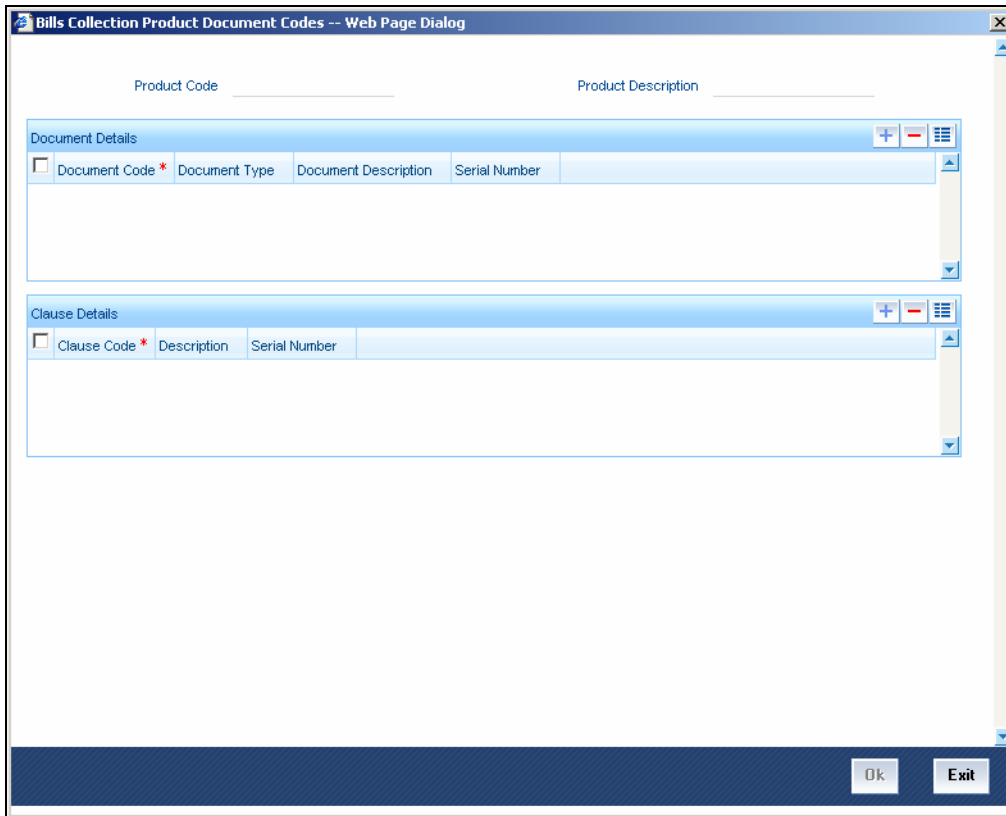 Bills Collection Product Document Codes -- Web Page Dialog
Product Code Product Description
Document Details
Document Code * Document Type Document Description Serial Number
Clause Details
Clause Code * Description Serial Number
Ok Exit